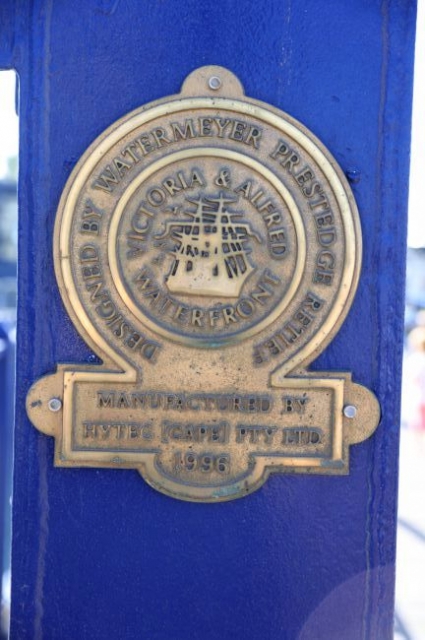 DESIGNED BY WATERMEYER PRESTEDGE RETIEF
VICTORIA & ALFRED
WATERFRONT
MANUFACTURED BY
HYTEC [CAPE] PTY LTD.
1996